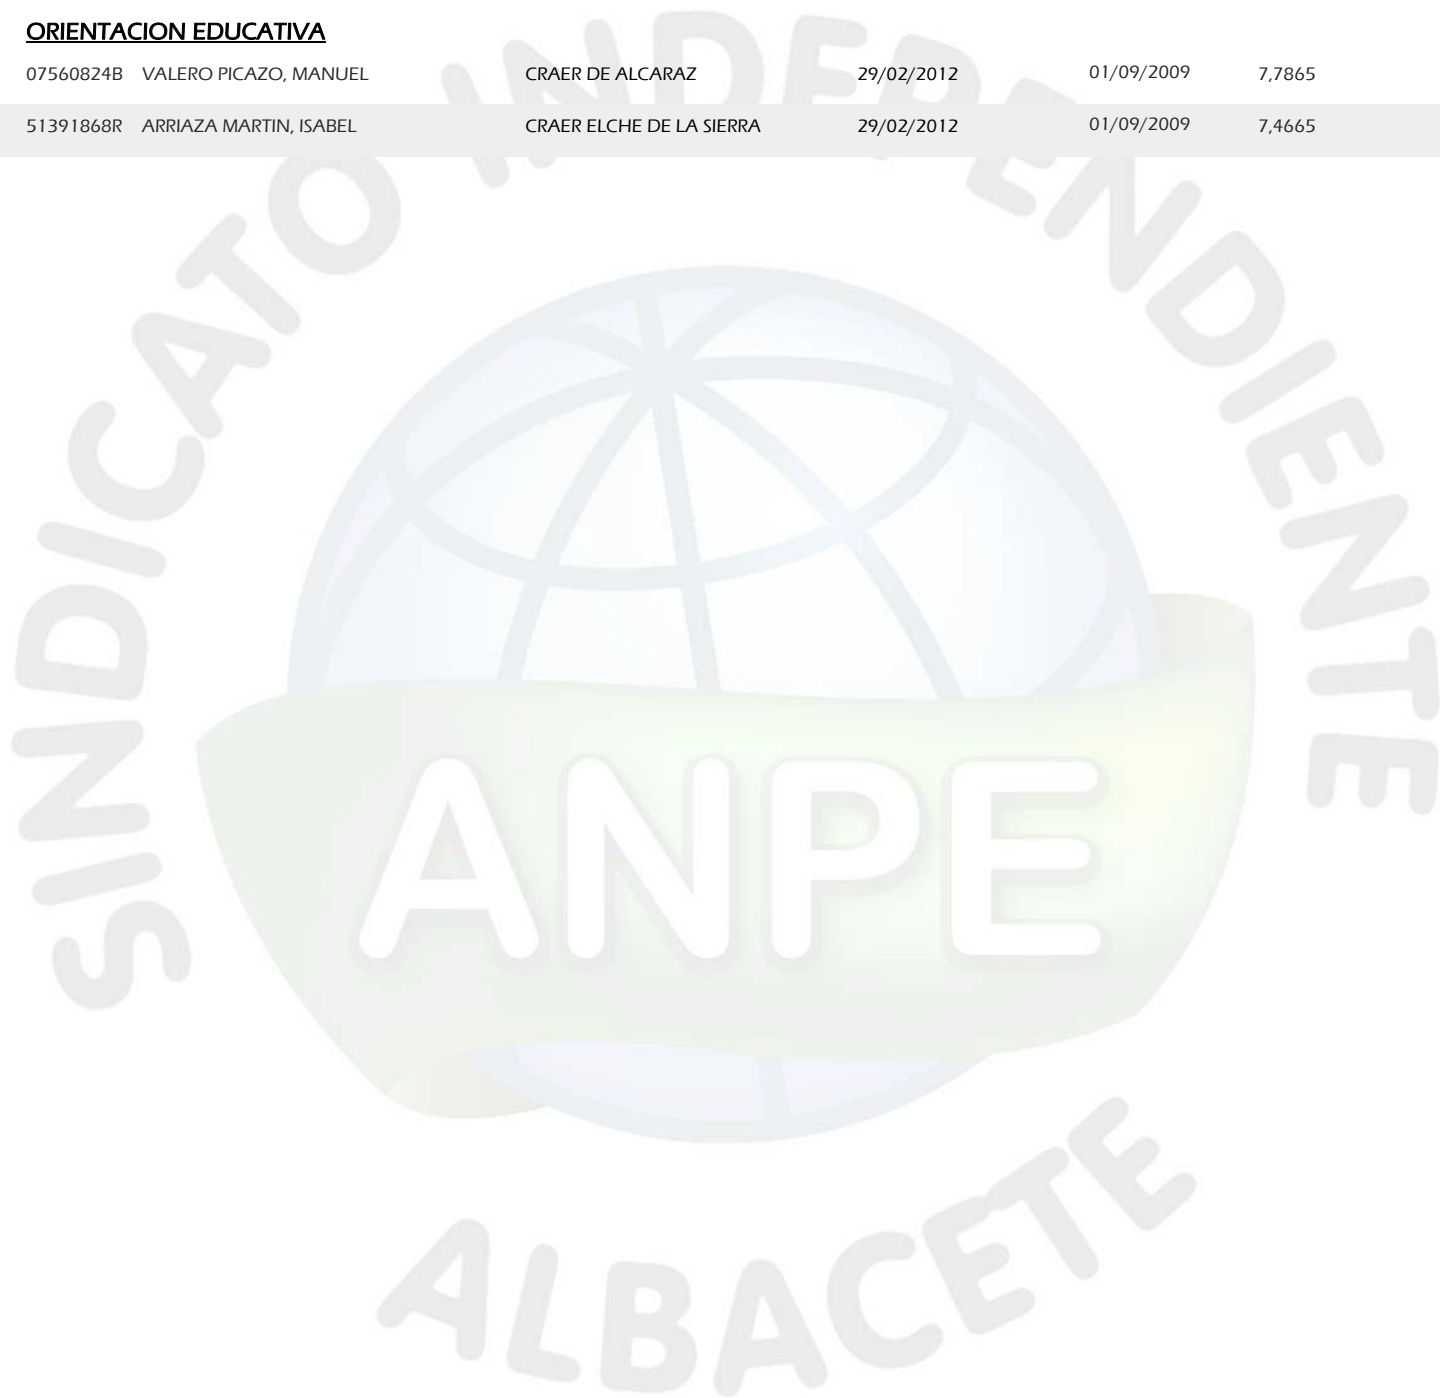 ORIENTACION EDUCATIVA
07560824B VALERO PICAZO, MANUEL CRAER DE ALCARAZ 29/02/2012 01/09/2009 7,7865
51391868R ARRIAZA MARTIN, ISABEL CRAER ELCHE DE LA SIERRA 29/02/2012 01/09/2009 7,4665
SINDICATO INDEPENDIENTE
ANPE
ALBACETE